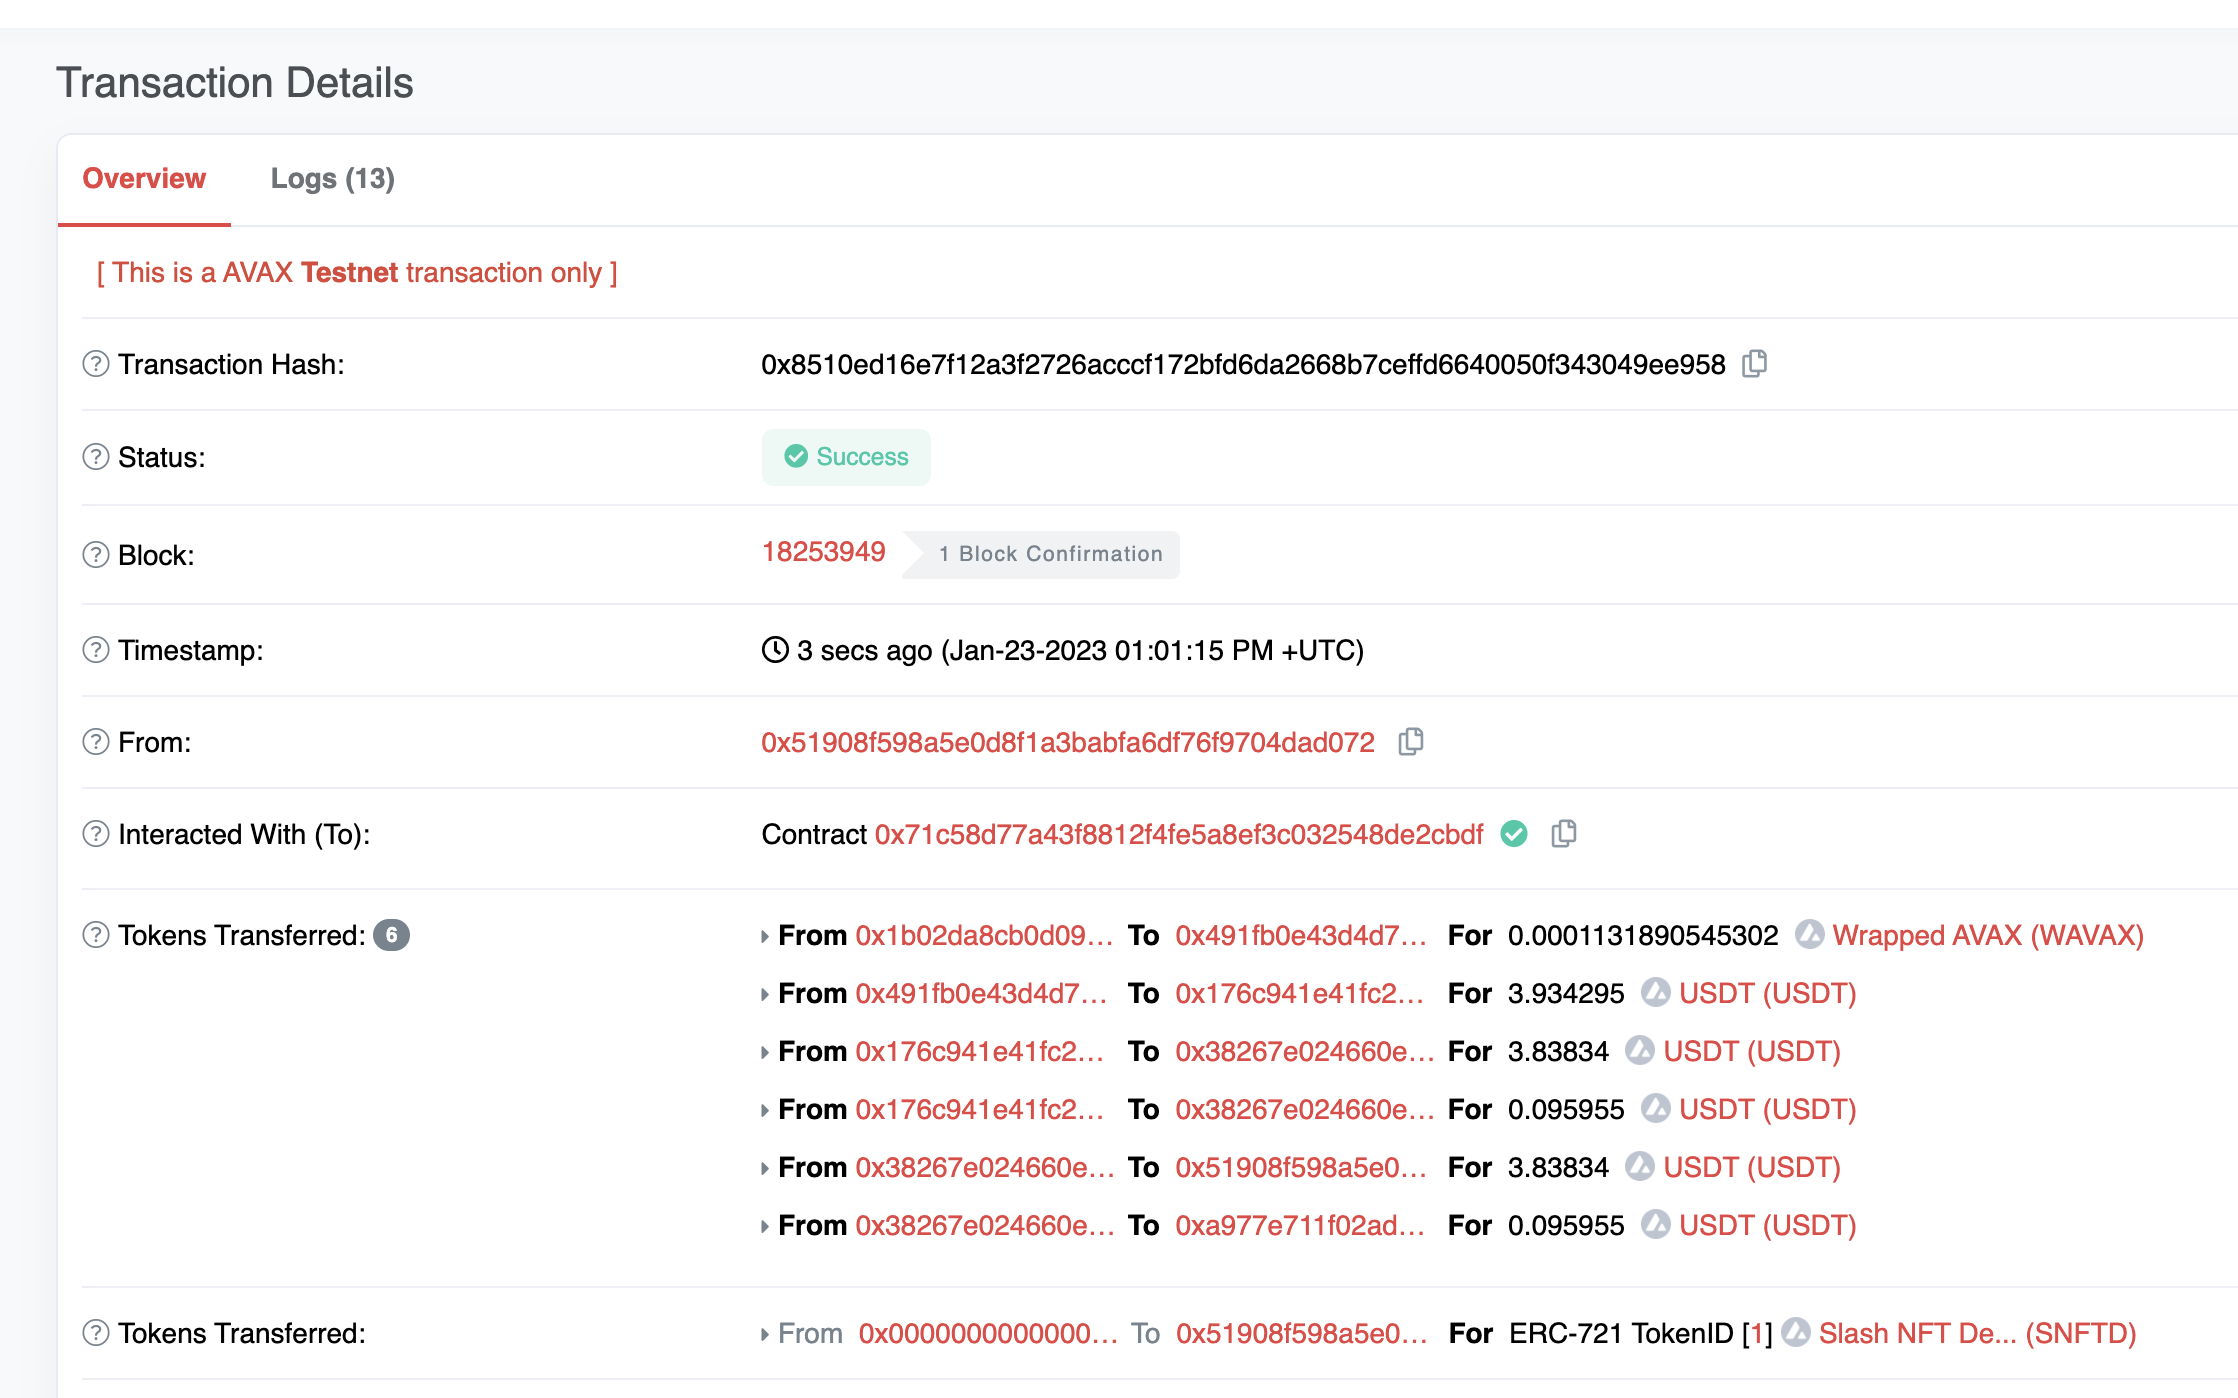 Transaction Details
Overview Logs (13)
[ This is a AVAX Testnet transaction only ]
Transaction Hash: 0x8510ed16e7f12a3f2726acccf172bfd6da2668b7ceffd6640050f343049ee958
Status: Success
Block: 18253949 1 Block Confirmation
Timestamp: 3 secs ago (Jan-23-2023 01:01:15 PM +UTC)
From: 0x51908f598a5e0d8f1a3babfa6df76f9704dad072
Interacted With (To): Contract 0x71c58d77a43f8812f4fe5a8ef3c032548de2cbdf
Tokens Transferred: 6 From 0x1b02da8cb0d09... To 0x491fb0e43d4d7... For 0.0001131890545302 Wrapped AVAX (WAVAX)
From 0x491fb0e43d4d7... To 0x176c941e41fc2... For 3.934295 USDT (USDT)
From 0x176c941e41fc2... To 0x38267e024660e... For 3.83834 USDT (USDT)
From 0x176c941e41fc2... To 0x38267e024660e... For 0.095955 USDT (USDT)
From 0x38267e024660e... To 0x51908f598a5e0... For 3.83834 USDT (USDT)
From 0x38267e024660e... To 0xa977e711f02ad... For 0.095955 USDT (USDT)
Tokens Transferred: From 0x0000000000000... To 0x51908f598a5e0... For ERC-721 TokenID [1] Slash NFT De... (SNFTD)